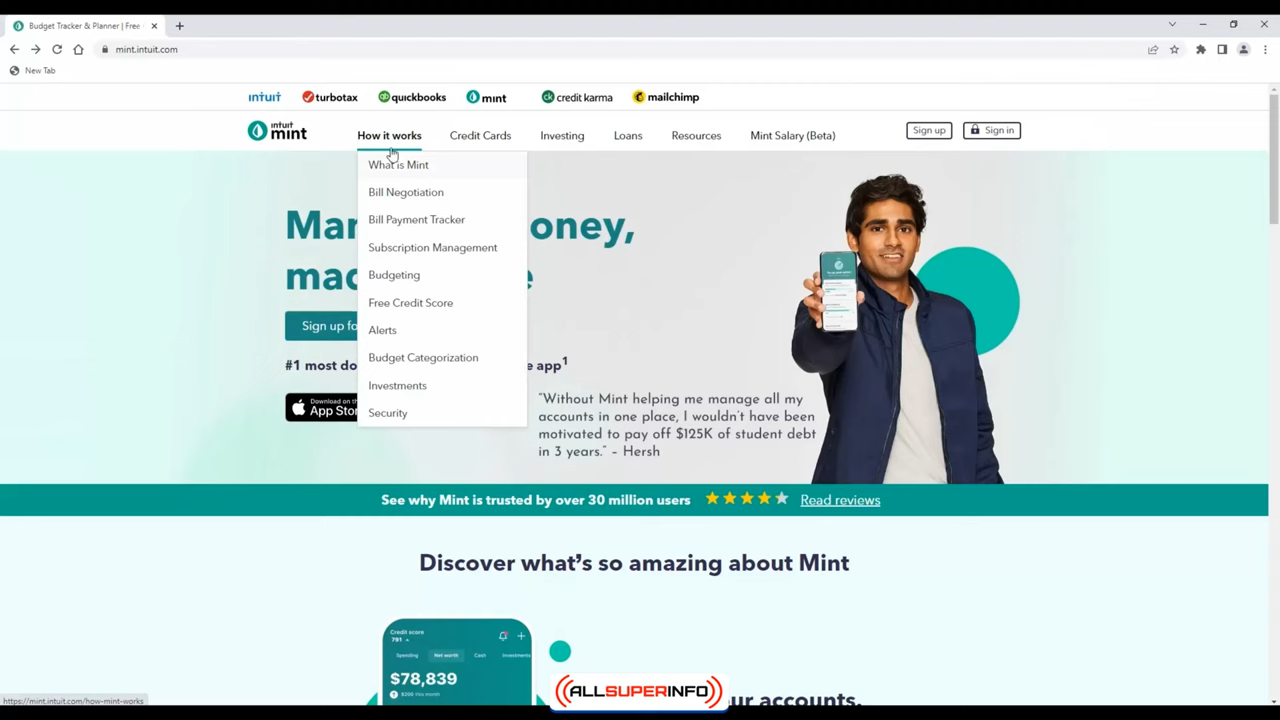 Budget Tracker & Planner | Free
mint.intuit.com
New Tab
intuit turbotax quickbooks mint credit karma mailchimp
intuit mint
How it works Credit Cards Investing Loans Resources Mint Salary (Beta) Sign up Sign in
What is Mint
Bill Negotiation
Bill Payment Tracker
Subscription Management
Budgeting
Free Credit Score
Alerts
Budget Categorization
Investments
Security
Man oney,
mad e
Sign up fo
#1 most do e app1
Download on the
App Stor
“Without Mint helping me manage all my
accounts in one place, I wouldn’t have been
motivated to pay off $125K of student debt
in 3 years.” – Hersh
See why Mint is trusted by over 30 million users Read reviews
Discover what’s so amazing about Mint
Credit score
791
Spending Net worth Cash Investments
$78,839
$250 this month
ur accounts.
ALLSUPERINFO
https://mint.intuit.com/how-mint-works